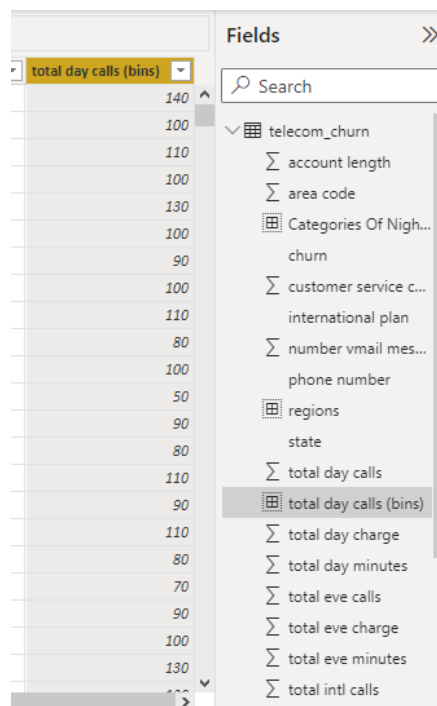 total day calls (bins)
140
100
110
100
130
100
90
100
110
80
100
50
90
80
110
90
110
80
70
90
100
130
Fields
Search
telecom_churn
account length
area code
Categories Of Nigh...
churn
customer service c...
international plan
number vmail mes...
phone number
regions
state
total day calls
total day calls (bins)
total day charge
total day minutes
total eve calls
total eve charge
total eve minutes
total intl calls